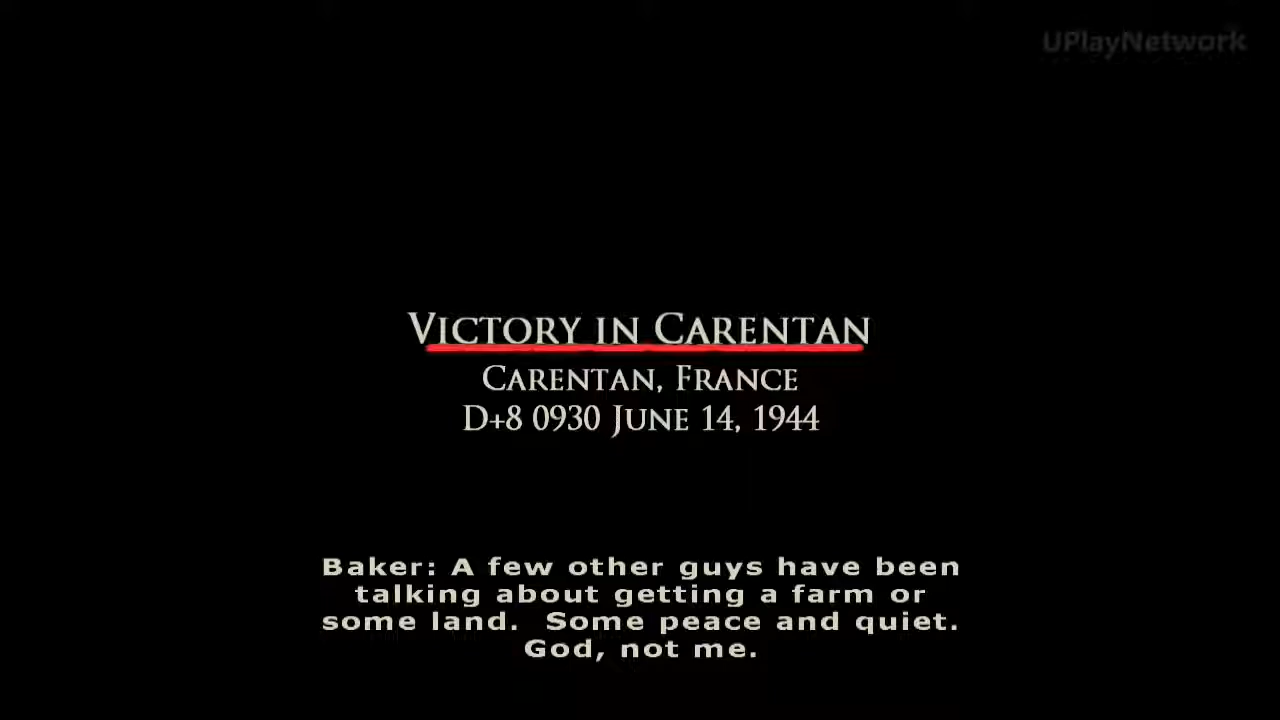 UPlayNetwork
Victory in Carentan
Carentan, France
D+8 0930 June 14, 1944
Baker: A few other guys have been
talking about getting a farm or
some land.  Some peace and quiet.
God, not me.